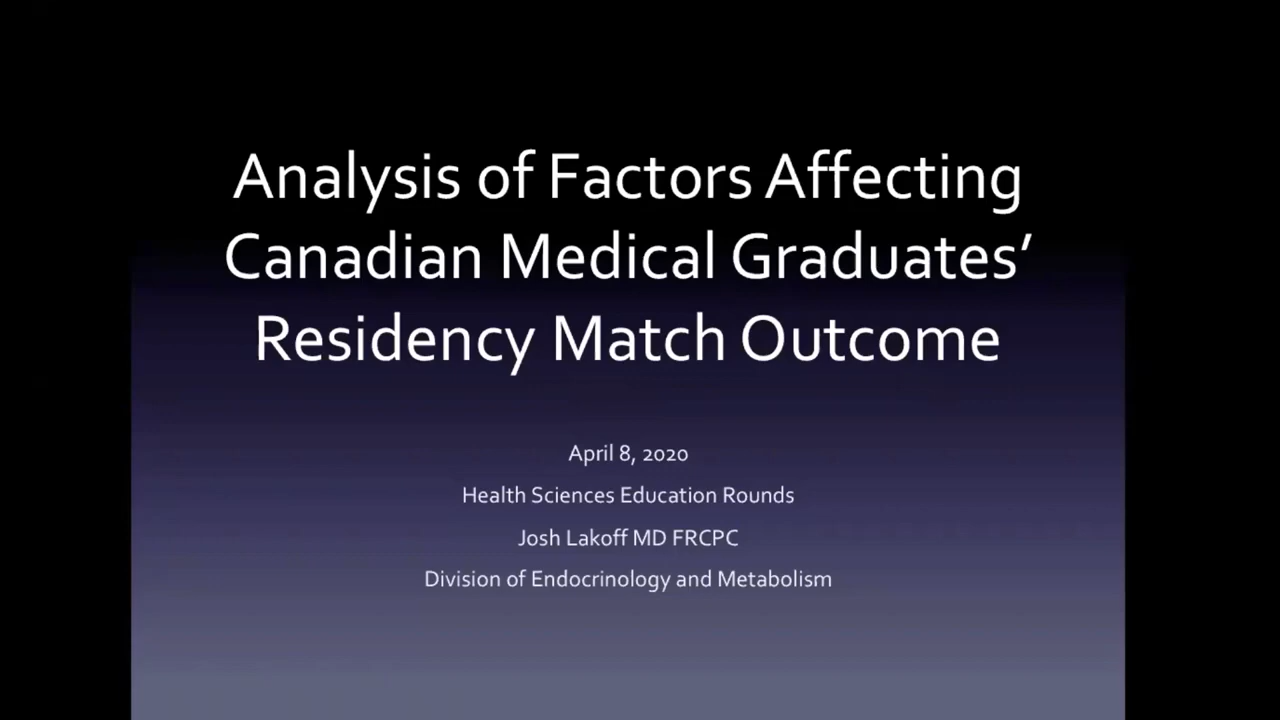 Analysis of Factors Affecting
Canadian Medical Graduates’
Residency Match Outcome
April 8, 2020
Health Sciences Education Rounds
Josh Lakoff MD FRCPC
Division of Endocrinology and Metabolism